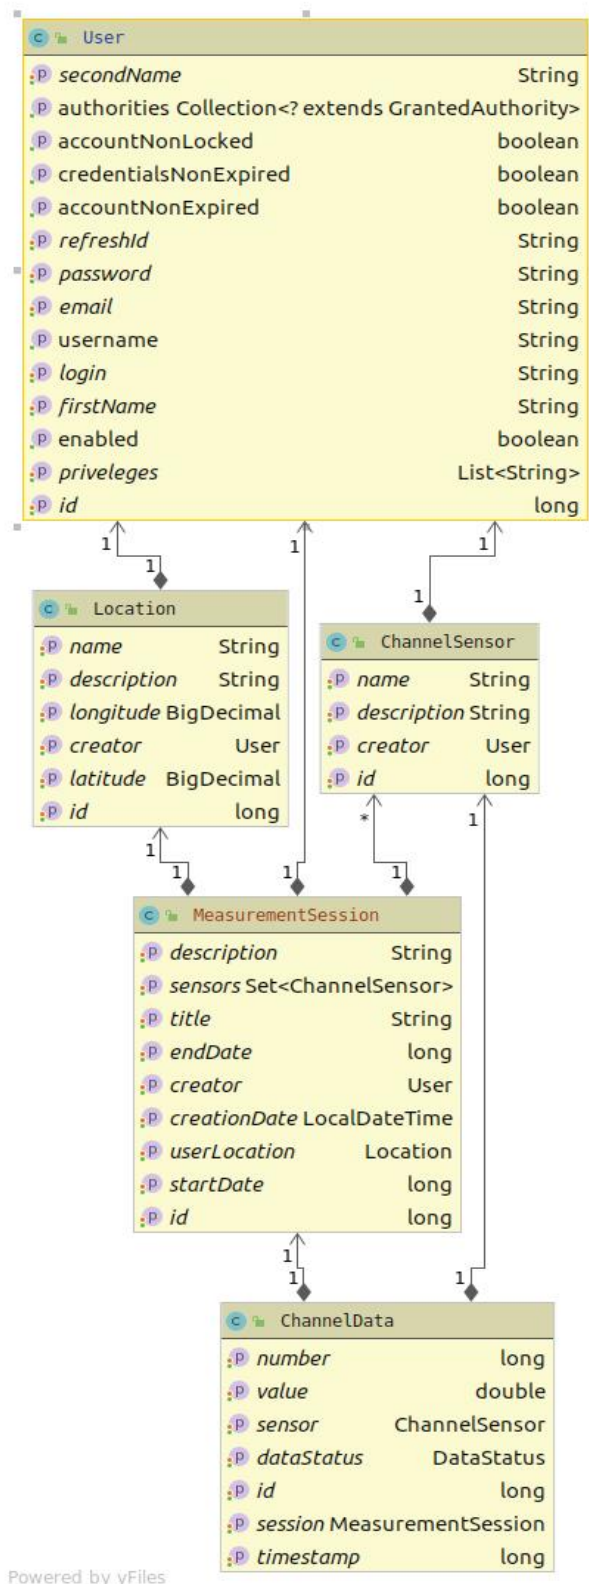 User
secondName String
authorities Collection<? extends GrantedAuthority>
accountNonLocked boolean
credentialsNonExpired boolean
accountNonExpired boolean
refreshId String
password String
email String
username String
login String
firstName String
enabled boolean
priveleges List<String>
id long
1 1 1
1 1
Location
name String
description String
longitude BigDecimal
creator User
latitude BigDecimal
id long
ChannelSensor
name String
description String
creator User
id long
1 * 1
1 1 1
MeasurementSession
description String
sensors Set<ChannelSensor>
title String
endDate long
creator User
creationDate LocalDateTime
userLocation Location
startDate long
id long
1
1 1
ChannelData
number long
value double
sensor ChannelSensor
dataStatus DataStatus
id long
session MeasurementSession
timestamp long
Powered by yFiles